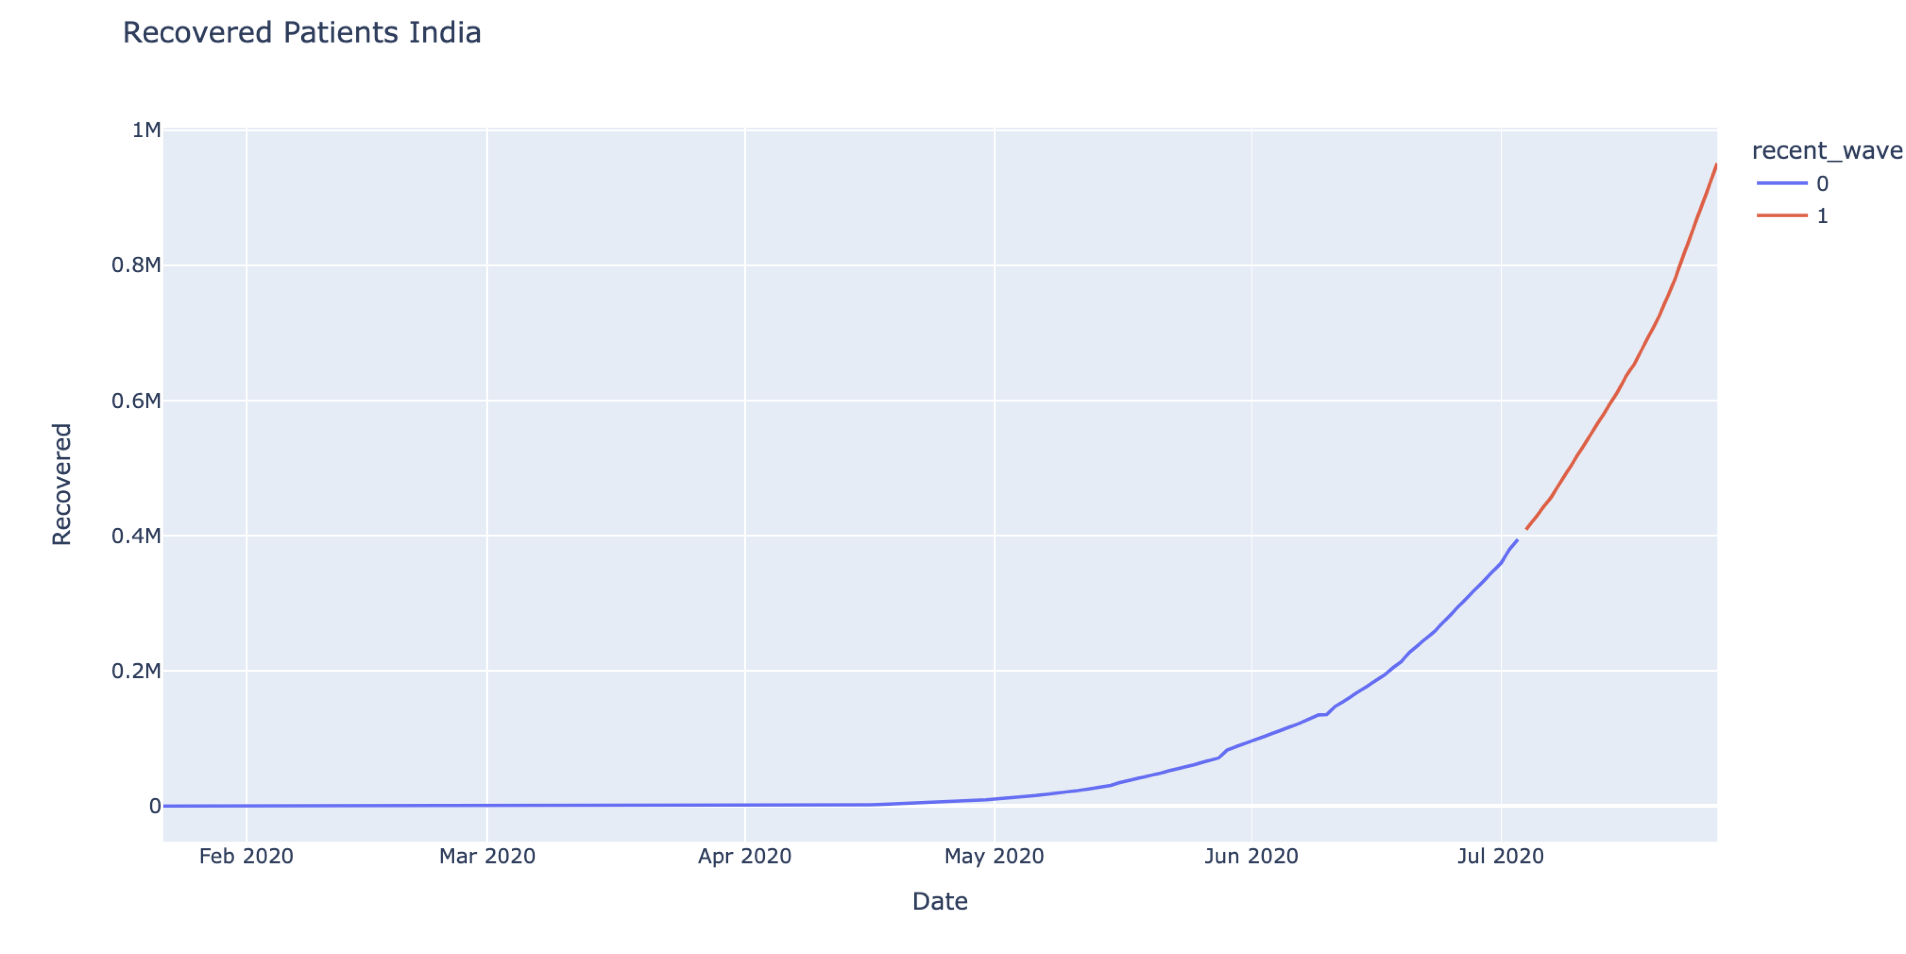 Recovered Patients India
1M
0.8M
0.6M
0.4M
0.2M
0
Recovered
Feb 2020 Mar 2020 Apr 2020 May 2020 Jun 2020 Jul 2020
Date
recent_wave
0
1